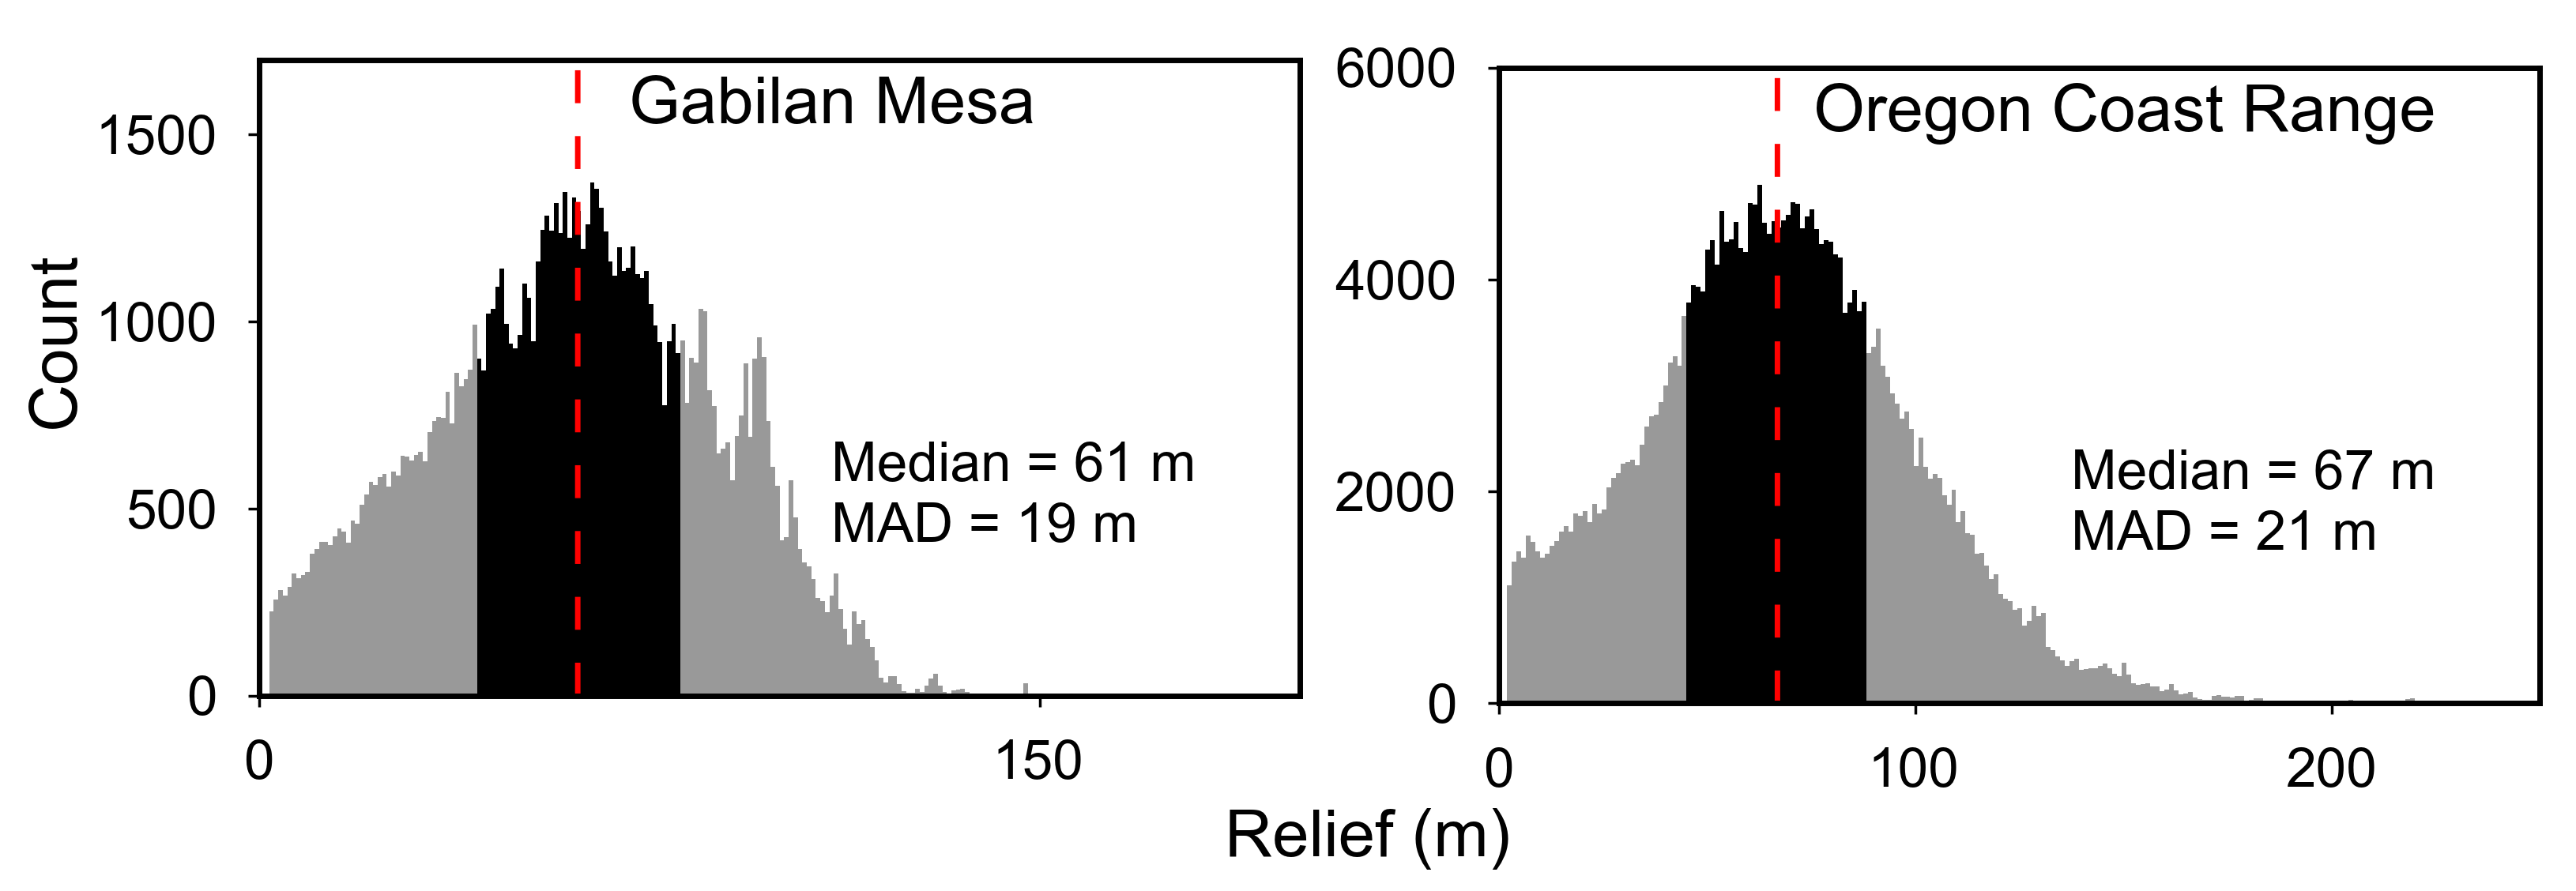 Gabilan Mesa
1500
1000
500
0
Count
Median = 61 m
MAD = 19 m
0
150
Oregon Coast Range
6000
4000
2000
0
Median = 67 m
MAD = 21 m
0
100
200
Relief (m)